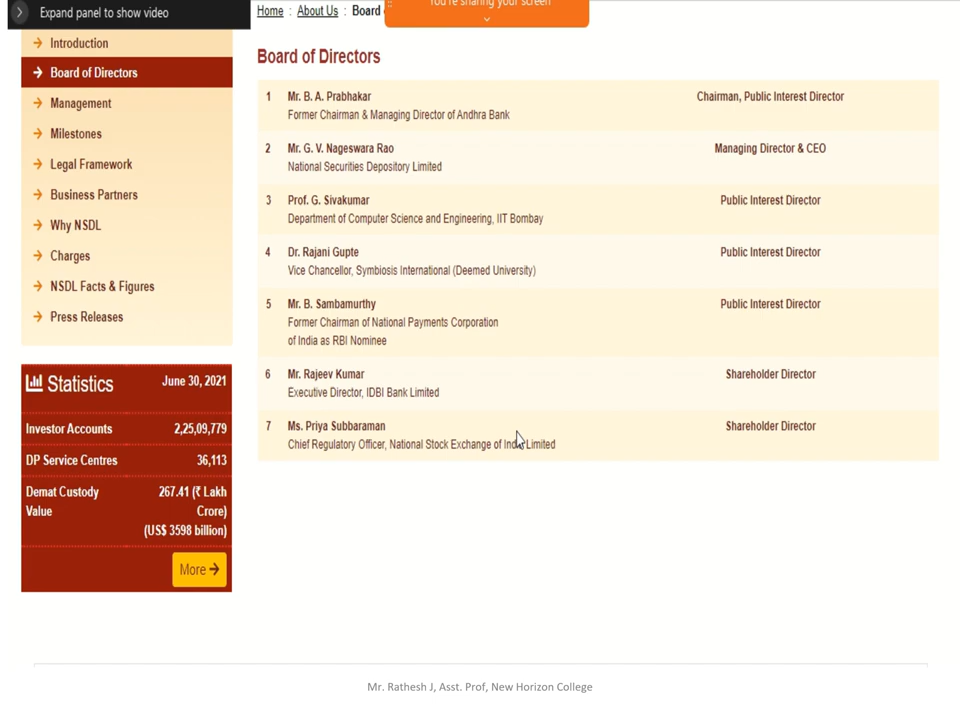 Expand panel to show video
Home : About Us : Board
You're sharing your screen
Introduction
Board of Directors
Management
Milestones
Legal Framework
Business Partners
Why NSDL
Charges
NSDL Facts & Figures
Press Releases
Statistics June 30, 2021
Investor Accounts 2,25,09,779
DP Service Centres 36,113
Demat Custody 267.41 (₹ Lakh
Value Crore)
(US$ 3598 billion)
More
Board of Directors
1 Mr. B. A. Prabhakar Chairman, Public Interest Director
Former Chairman & Managing Director of Andhra Bank
2 Mr. G. V. Nageswara Rao Managing Director & CEO
National Securities Depository Limited
3 Prof. G. Sivakumar Public Interest Director
Department of Computer Science and Engineering, IIT Bombay
4 Dr. Rajani Gupte Public Interest Director
Vice Chancellor, Symbiosis International (Deemed University)
5 Mr. B. Sambamurthy Public Interest Director
Former Chairman of National Payments Corporation
of India as RBI Nominee
6 Mr. Rajeev Kumar Shareholder Director
Executive Director, IDBI Bank Limited
7 Ms. Priya Subbaraman Shareholder Director
Chief Regulatory Officer, National Stock Exchange of India Limited
Mr. Rathesh J, Asst. Prof, New Horizon College